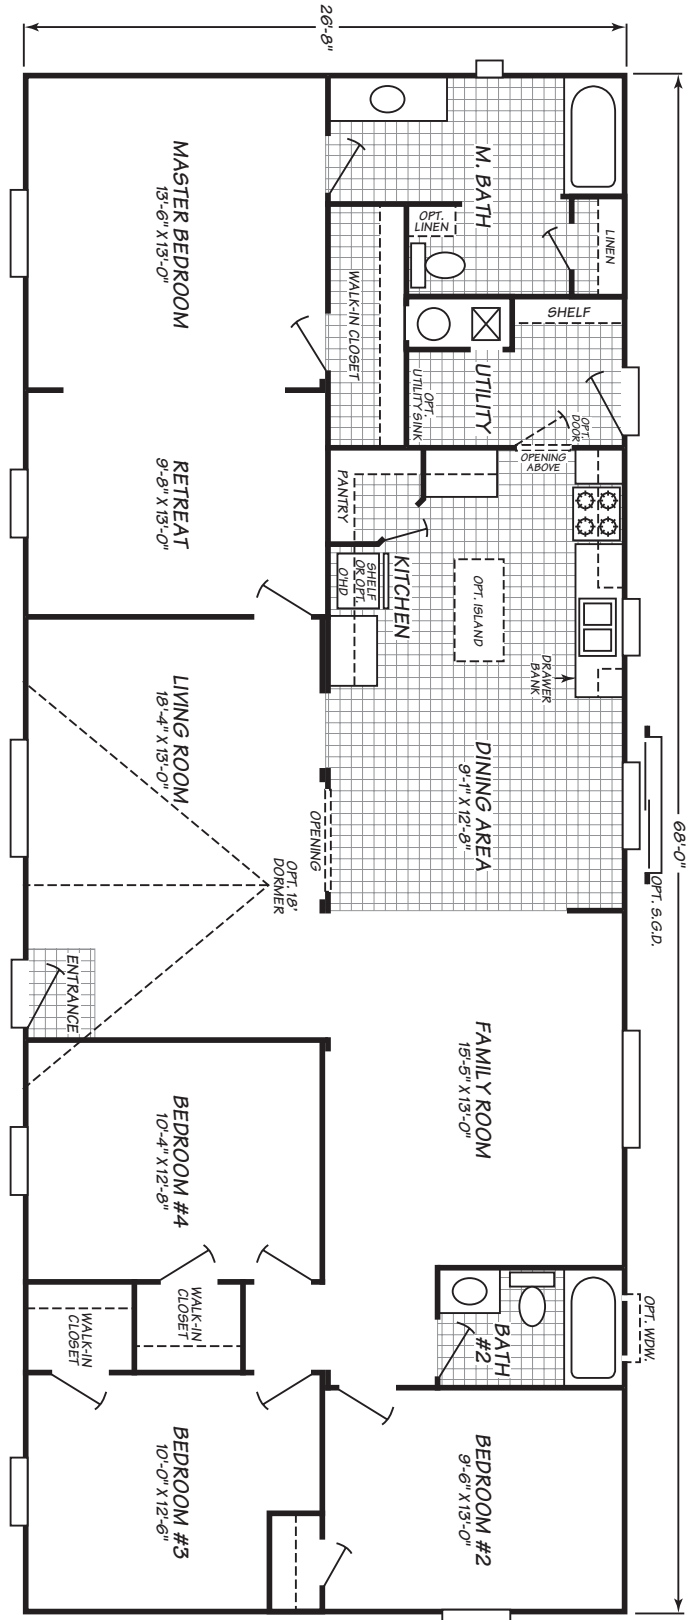 26'-8"
68'-0"
M. BATH
OPT.
LINEN
LINEN
MASTER BEDROOM
13'-6" X 13'-0"
WALK-IN CLOSET
SHELF
UTILITY
OPT.
UTILITY SINK
OPT.
DOOR
OPENING
ABOVE
RETREAT
9'-8" X 13'-0"
PANTRY
KITCHEN
SHELF
OR OPT.
O'HD
OPT. ISLAND
DRAWER
BANK
DINING AREA
9'-1" X 12'-8"
OPT. S.G.D.
LIVING ROOM
18'-4" X 13'-0"
OPENING
OPT. 18'
DORMER
ENTRANCE
FAMILY ROOM
15'-5" X 13'-0"
BEDROOM #4
10'-4" X 12'-8"
WALK-IN
CLOSET
WALK-IN
CLOSET
BATH
#2
OPT. WDW.
BEDROOM #3
10'-0" X 12'-6"
BEDROOM #2
9'-6" X 13'-0"